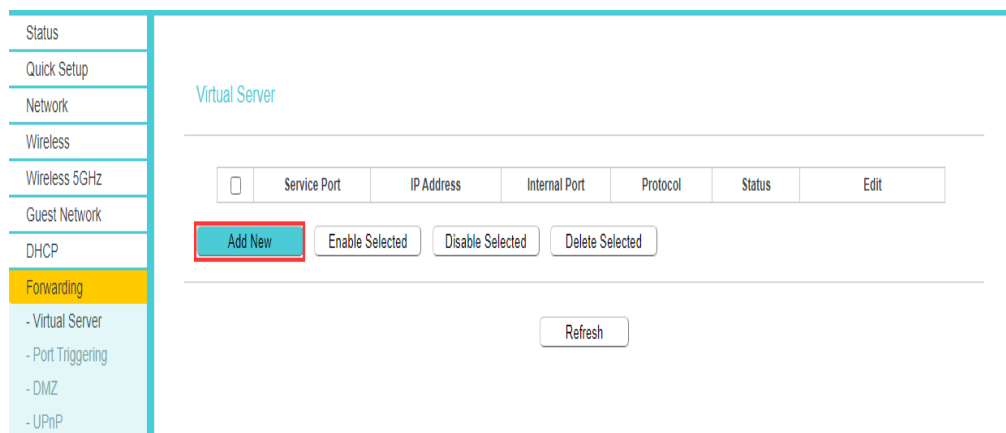 Status
Quick Setup
Network
Wireless
Wireless 5GHz
Guest Network
DHCP
Forwarding
- Virtual Server
- Port Triggering
- DMZ
- UPnP
Virtual Server
Service Port IP Address Internal Port Protocol Status Edit
Add New Enable Selected Disable Selected Delete Selected
Refresh